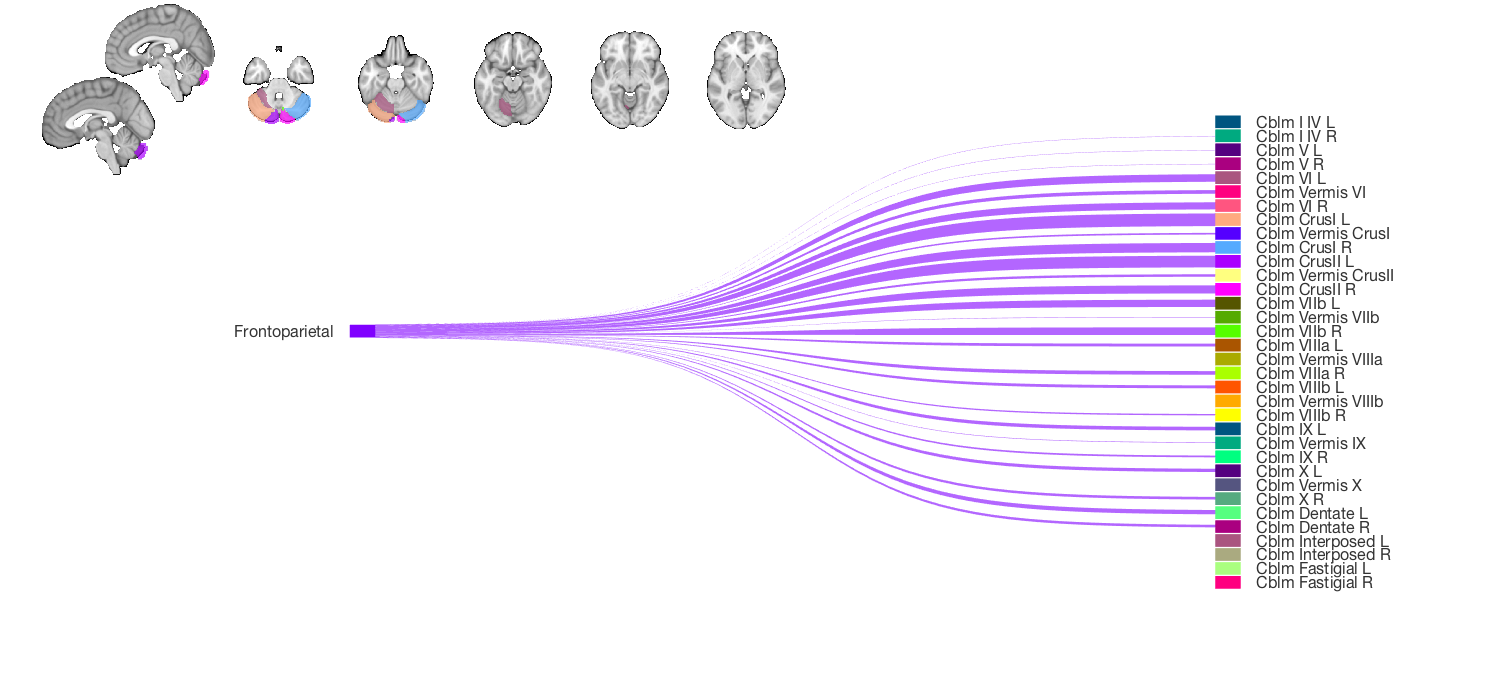 Cblm I IV L
Cblm I IV R
Cblm V L
Cblm V R
Cblm VI L
Cblm Vermis VI
Cblm VI R
Cblm CrusI L
Cblm Vermis CrusI
Cblm CrusI R
Cblm CrusII L
Cblm Vermis CrusII
Cblm CrusII R
Cblm VIIb L
Cblm Vermis VIIb
Frontoparietal
Cblm VIIb R
Cblm VIIIa L
Cblm Vermis VIIIa
Cblm VIIIa R
Cblm VIIIb L
Cblm Vermis VIIIb
Cblm VIIIb R
Cblm IX L
Cblm Vermis IX
Cblm IX R
Cblm X L
Cblm Vermis X
Cblm X R
Cblm Dentate L
Cblm Dentate R
Cblm Interposed L
Cblm Interposed R
Cblm Fastigial L
Cblm Fastigial R